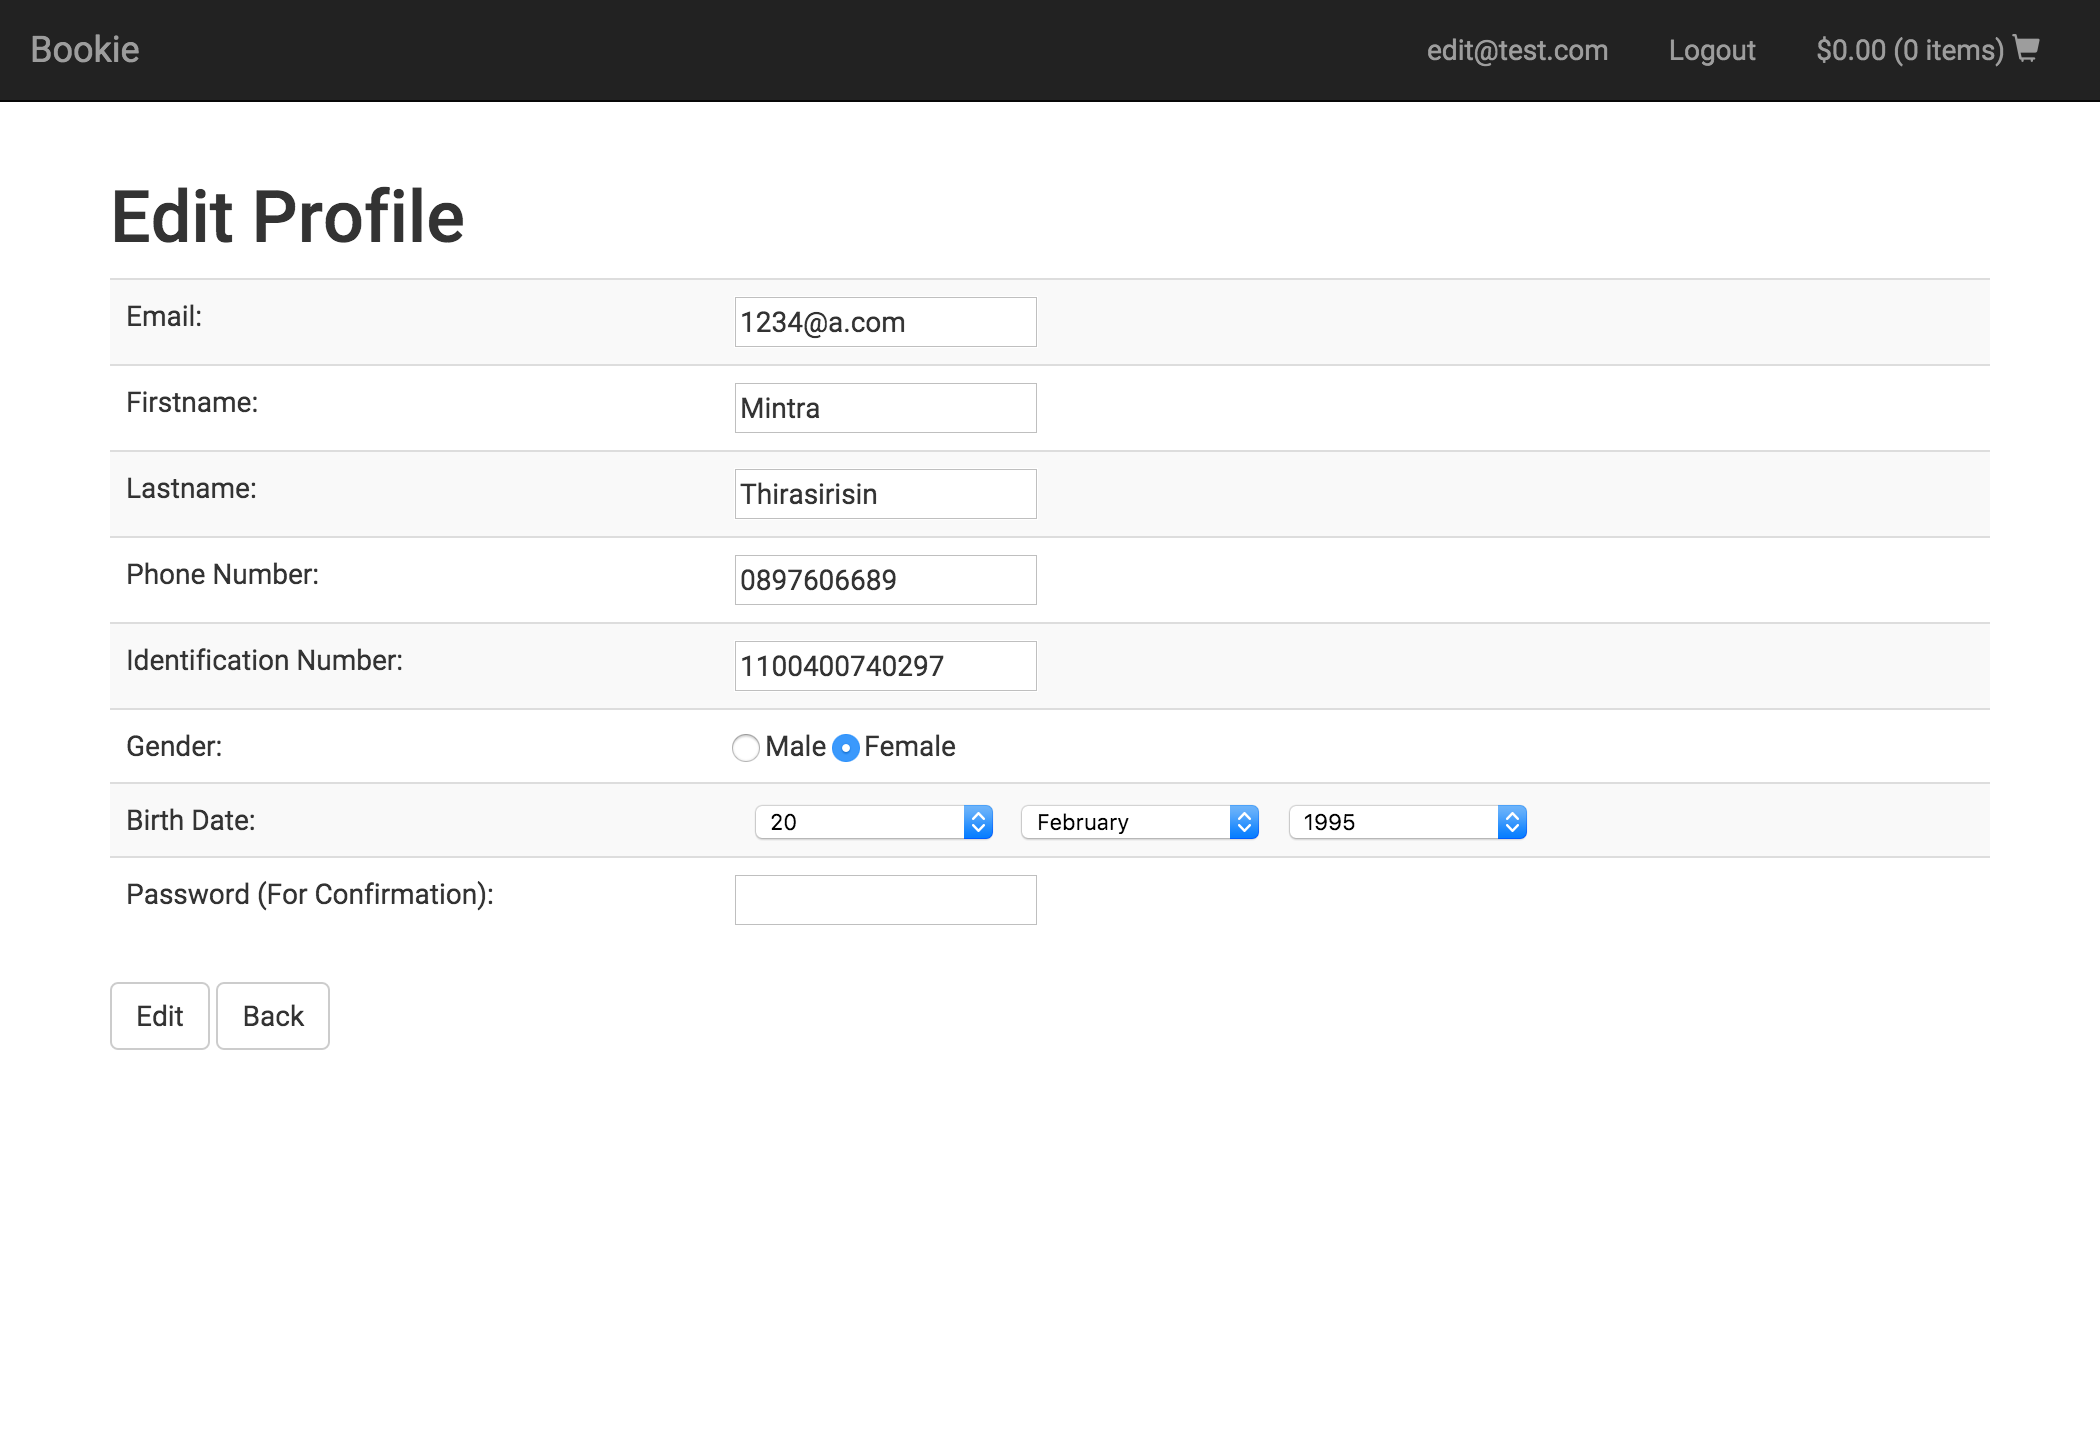 Bookie edit@test.com Logout $0.00 (0 items)
Edit Profile
Email: 1234@a.com
Firstname: Mintra
Lastname: Thirasirisin
Phone Number: 0897606689
Identification Number: 1100400740297
Gender: Male Female
Birth Date: 20 February 1995
Password (For Confirmation):
Edit Back